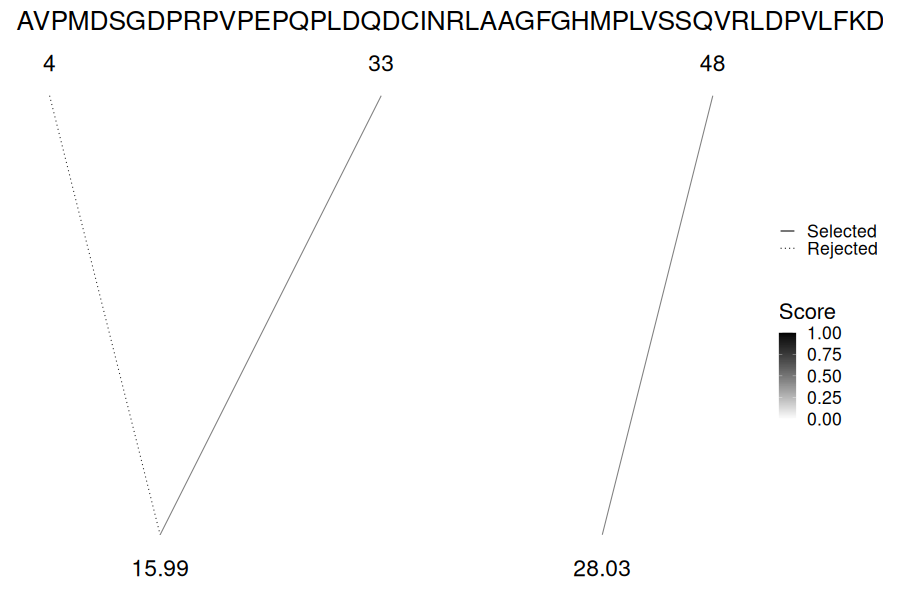 AVPMDSGDPRPVPEPQPLDQDCINRLAAGFGHMPLVSSQVRLDPVLFKD
4 33 48
Selected
Rejected
Score
1.00
0.75
0.50
0.25
0.00
15.99 28.03